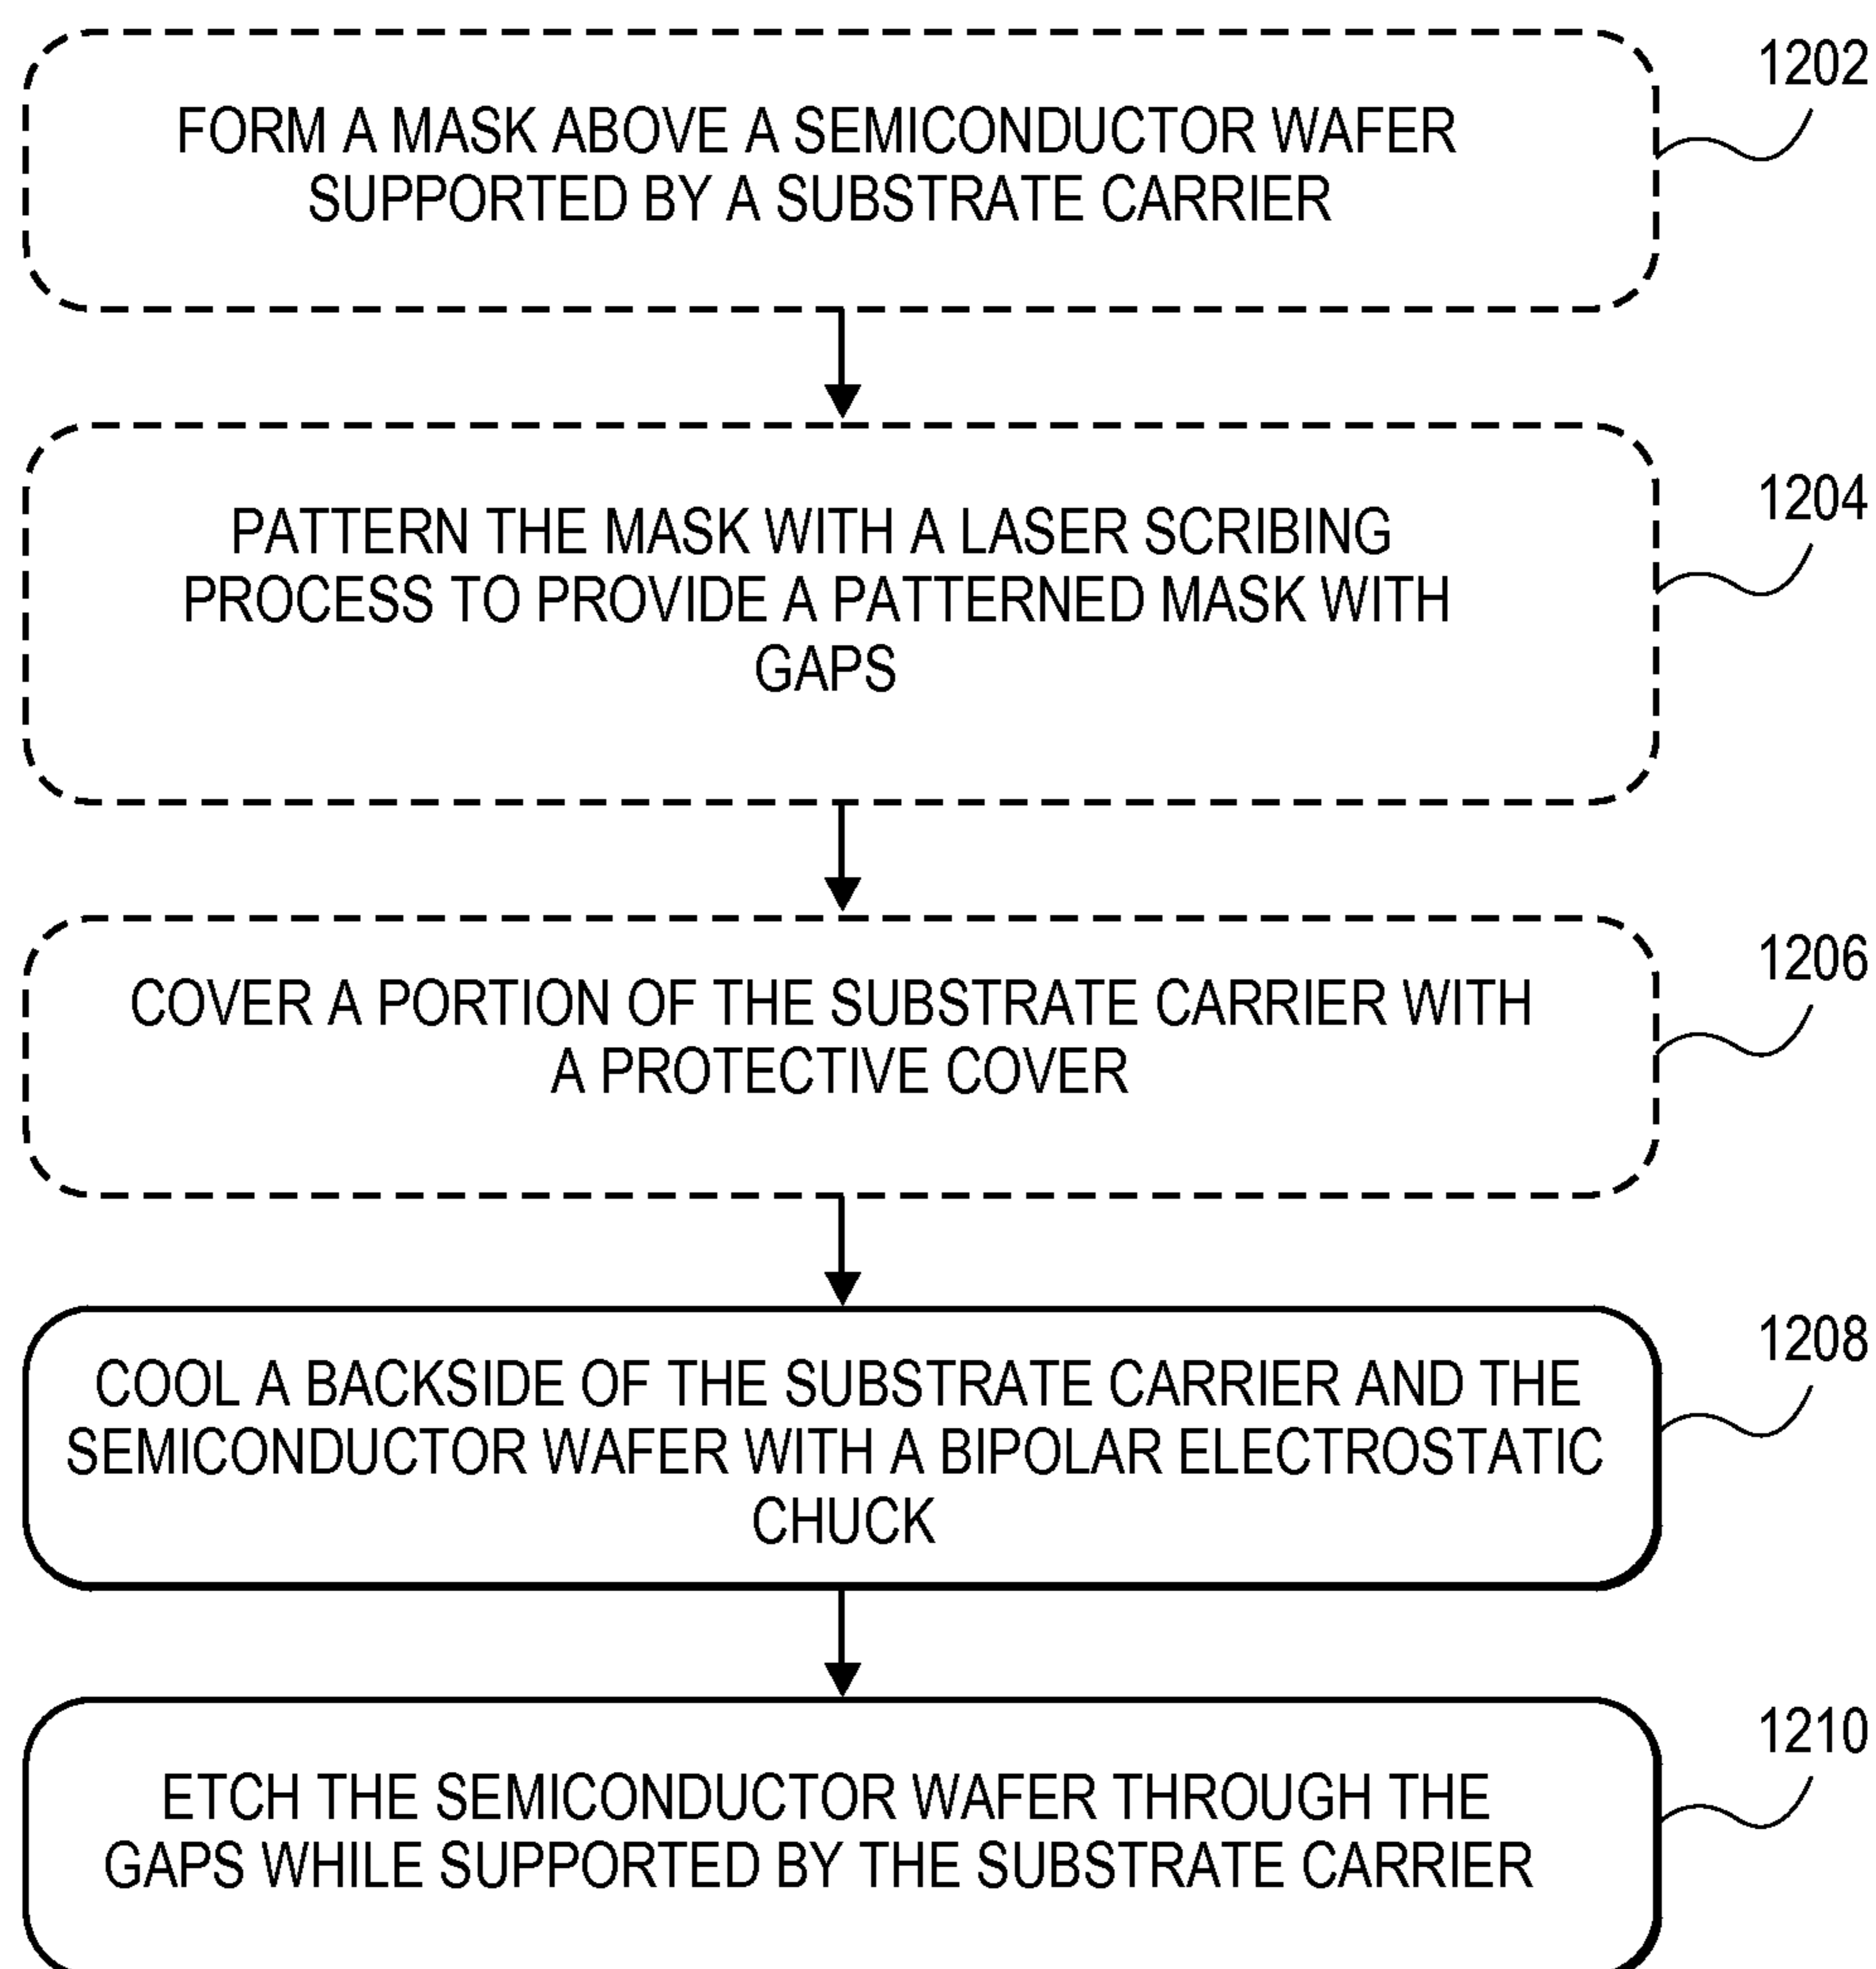 1202
FORM A MASK ABOVE A SEMICONDUCTOR WAFER
SUPPORTED BY A SUBSTRATE CARRIER
1204
PATTERN THE MASK WITH A LASER SCRIBING
PROCESS TO PROVIDE A PATTERNED MASK WITH
GAPS
1206
COVER A PORTION OF THE SUBSTRATE CARRIER WITH
A PROTECTIVE COVER
1208
COOL A BACKSIDE OF THE SUBSTRATE CARRIER AND THE
SEMICONDUCTOR WAFER WITH A BIPOLAR ELECTROSTATIC
CHUCK
1210
ETCH THE SEMICONDUCTOR WAFER THROUGH THE
GAPS WHILE SUPPORTED BY THE SUBSTRATE CARRIER